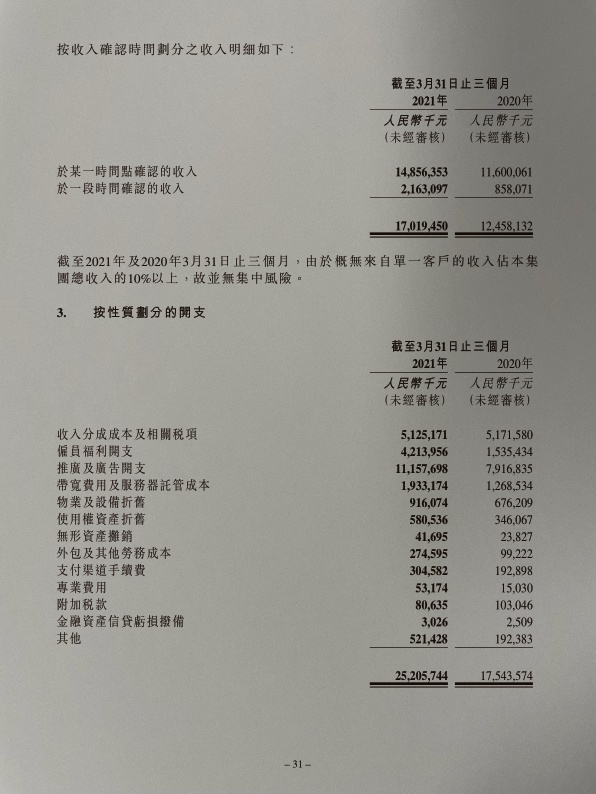 按收入確認時間劃分之收入明細如下：
截至3月31日止三個月
2021年 2020年
人民幣千元 人民幣千元
(未經審核) (未經審核)
於某一時間點確認的收入 14,856,353 11,600,061
於一段時間確認的收入 2,163,097 858,071
17,019,450 12,458,132
截至2021年及2020年3月31日止三個月，由於概無來自單一客戶的收入佔本集
團總收入的10%以上，故並無集中風險。
3. 按性質劃分的開支
截至3月31日止三個月
2021年 2020年
人民幣千元 人民幣千元
(未經審核) (未經審核)
收入分成成本及相關税項 5,125,171 5,171,580
僱員福利開支 4,213,956 1,535,434
推廣及廣告開支 11,157,698 7,916,835
帶寬費用及服務器託管成本 1,933,174 1,268,534
物業及設備折舊 916,074 676,209
使用權資產折舊 580,536 346,067
無形資產攤銷 41,695 23,827
外包及其他勞務成本 274,595 99,222
支付渠道手續費 304,582 192,898
專業費用 53,174 15,030
附加税款 80,635 103,046
金融資產信貸虧損撥備 3,026 2,509
其他 521,428 192,383
25,205,744 17,543,574
– 31 –